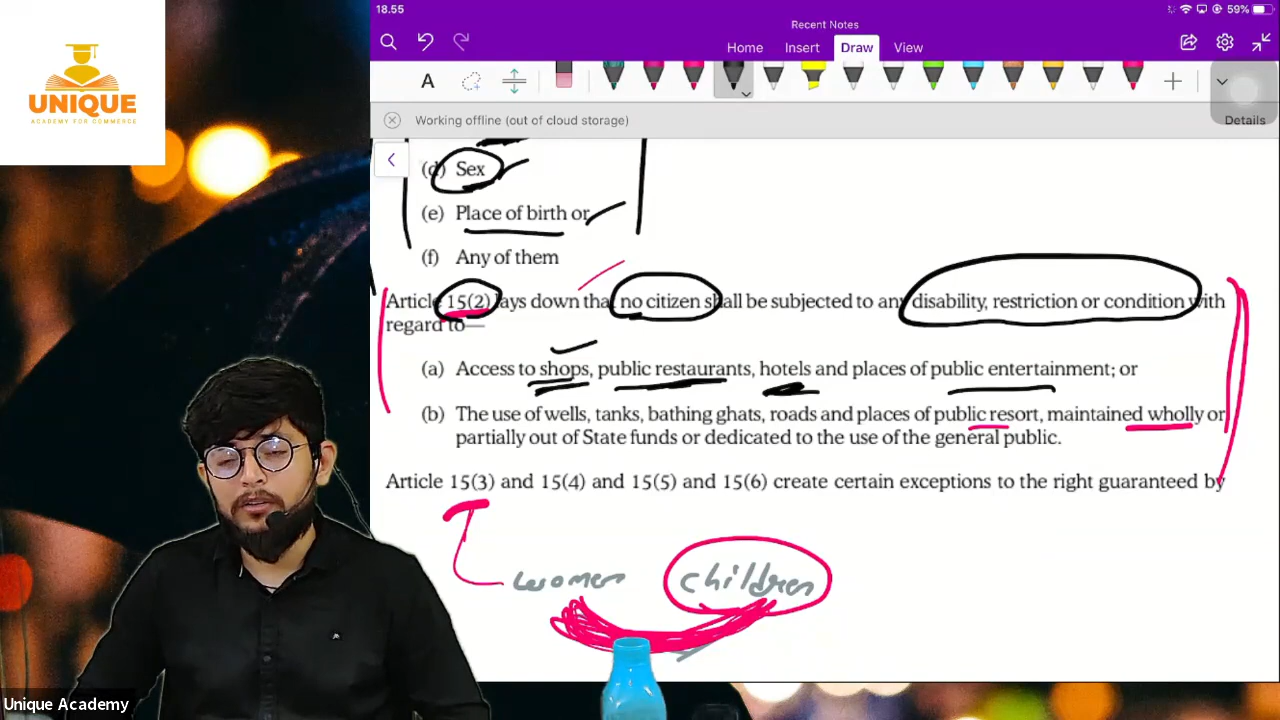 18.55
59%
UNIQUE
ACADEMY FOR COMMERCE
Recent Notes
Home Insert Draw View
A
Working offline (out of cloud storage)
Details
(d) Sex
(e) Place of birth or
(f) Any of them
Article 15(2) lays down that no citizen shall be subjected to any disability, restriction or condition with
regard to—
(a) Access to shops, public restaurants, hotels and places of public entertainment; or
(b) The use of wells, tanks, bathing ghats, roads and places of public resort, maintained wholly or
partially out of State funds or dedicated to the use of the general public.
Article 15(3) and 15(4) and 15(5) and 15(6) create certain exceptions to the right guaranteed by
women children
Unique Academy